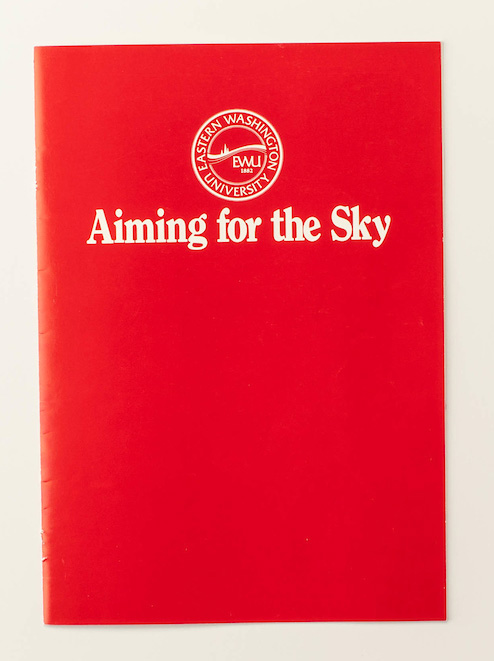 EASTERN WASHINGTON
UNIVERSITY
EWU
1882
Aiming for the Sky